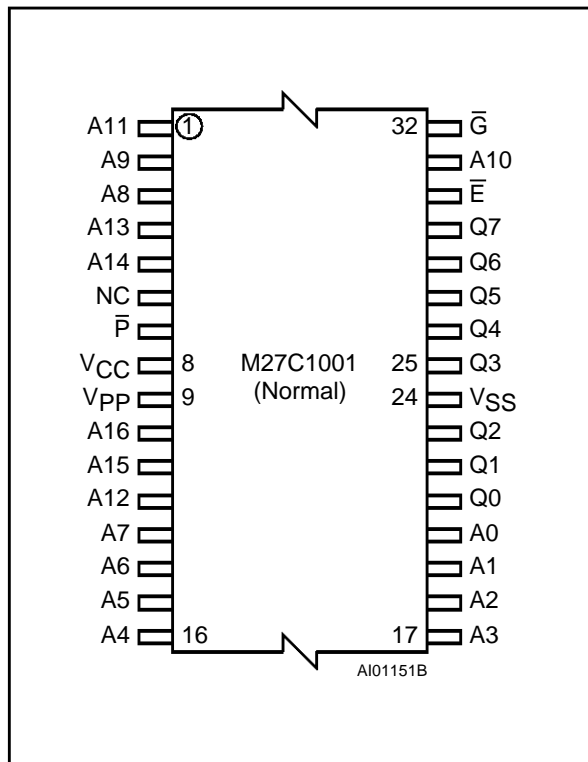 A11 1 32 G̅
A9 A10
A8 E̅
A13 Q7
A14 Q6
NC Q5
P̅ Q4
VCC 8 M27C1001 25 Q3
(Normal)
VPP 9 24 VSS
A16 Q2
A15 Q1
A12 Q0
A7 A0
A6 A1
A5 A2
A4 16 17 A3
AI01151B